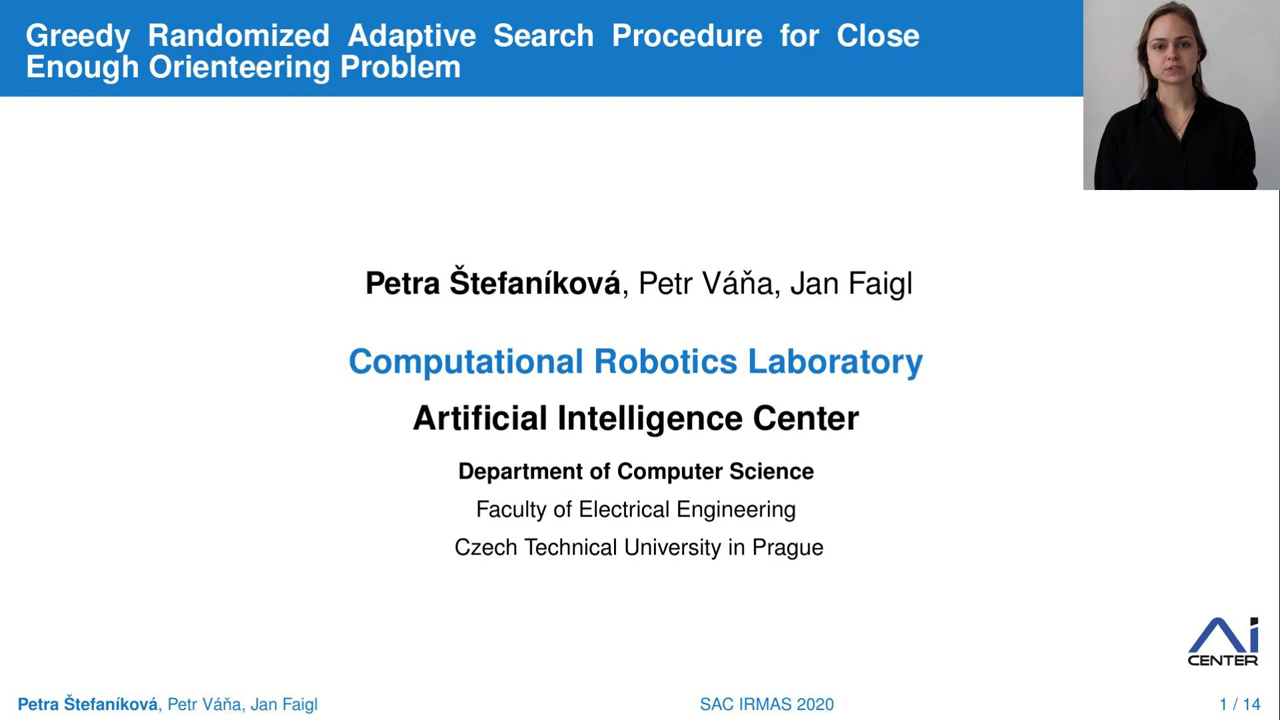 Greedy Randomized Adaptive Search Procedure for Close
Enough Orienteering Problem
Petra Štefaníková, Petr Váňa, Jan Faigl
Computational Robotics Laboratory
Artificial Intelligence Center
Department of Computer Science
Faculty of Electrical Engineering
Czech Technical University in Prague
Ai
CENTER
Petra Štefaníková, Petr Váňa, Jan Faigl
SAC IRMAS 2020
1 / 14